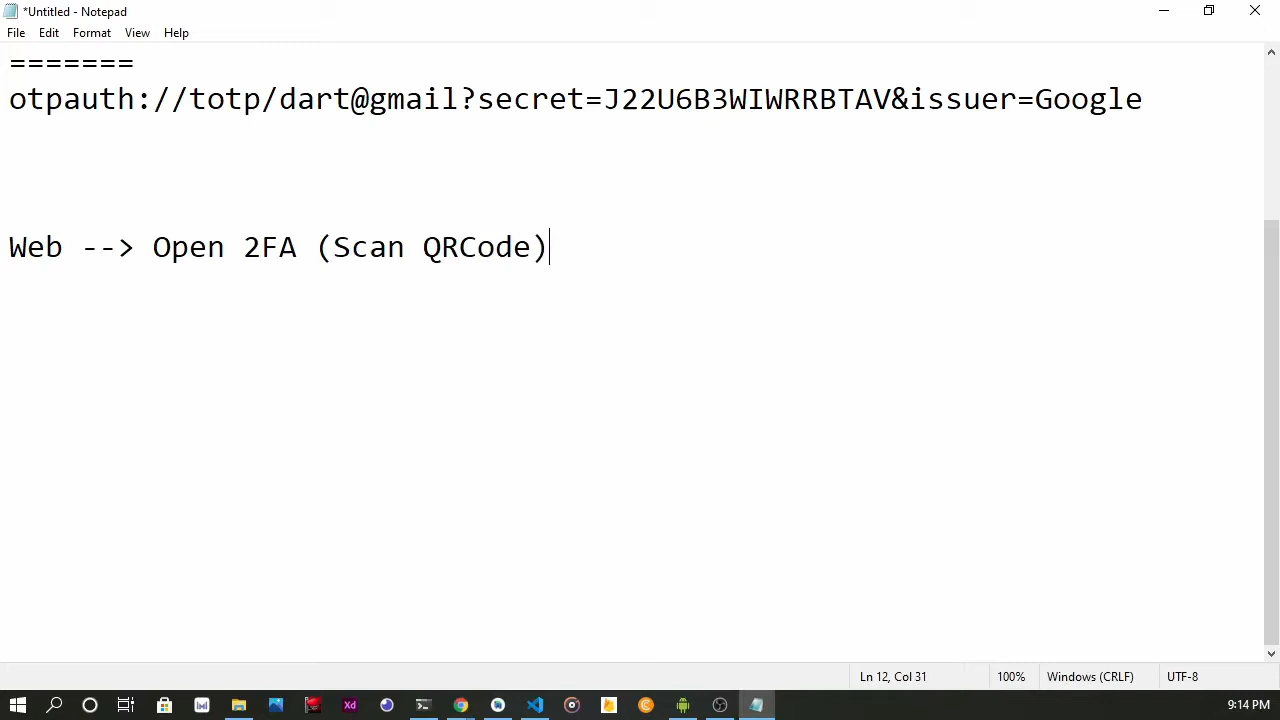 *Untitled - Notepad
File Edit Format View Help
=======
otpauth://totp/dart@gmail?secret=J22U6B3WIWRRBTAV&issuer=Google
Web --> Open 2FA (Scan QRCode)
Ln 12, Col 31 100% Windows (CRLF) UTF-8
Xd
9:14 PM